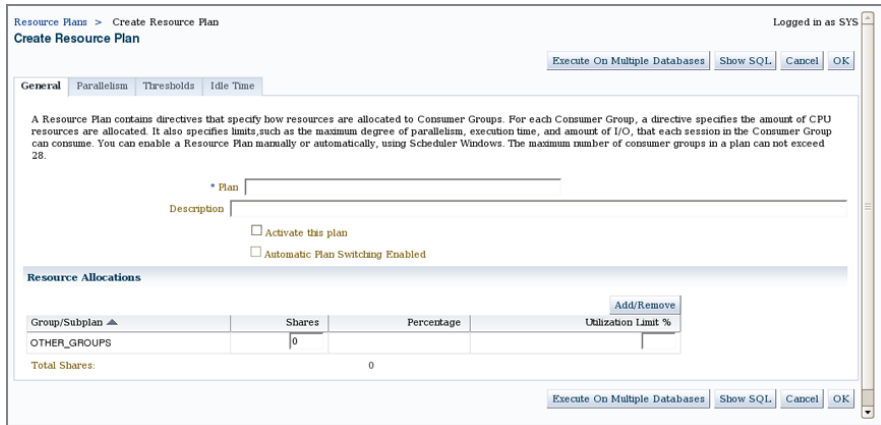 Resource Plans > Create Resource Plan
Logged in as SYS
Create Resource Plan
Execute On Multiple Databases Show SQL Cancel OK
General Parallelism Thresholds Idle Time
A Resource Plan contains directives that specify how resources are allocated to Consumer Groups. For each Consumer Group, a directive specifies the amount of CPU
resources are allocated. It also specifies limits,such as the maximum degree of parallelism, execution time, and amount of I/O, that each session in the Consumer Group
can consume. You can enable a Resource Plan manually or automatically, using Scheduler Windows. The maximum number of consumer groups in a plan can not exceed
28.
* Plan
Description
Activate this plan
Automatic Plan Switching Enabled
Resource Allocations
Add/Remove
Group/Subplan Shares Percentage Utilization Limit %
OTHER_GROUPS 0
Total Shares: 0
Execute On Multiple Databases Show SQL Cancel OK